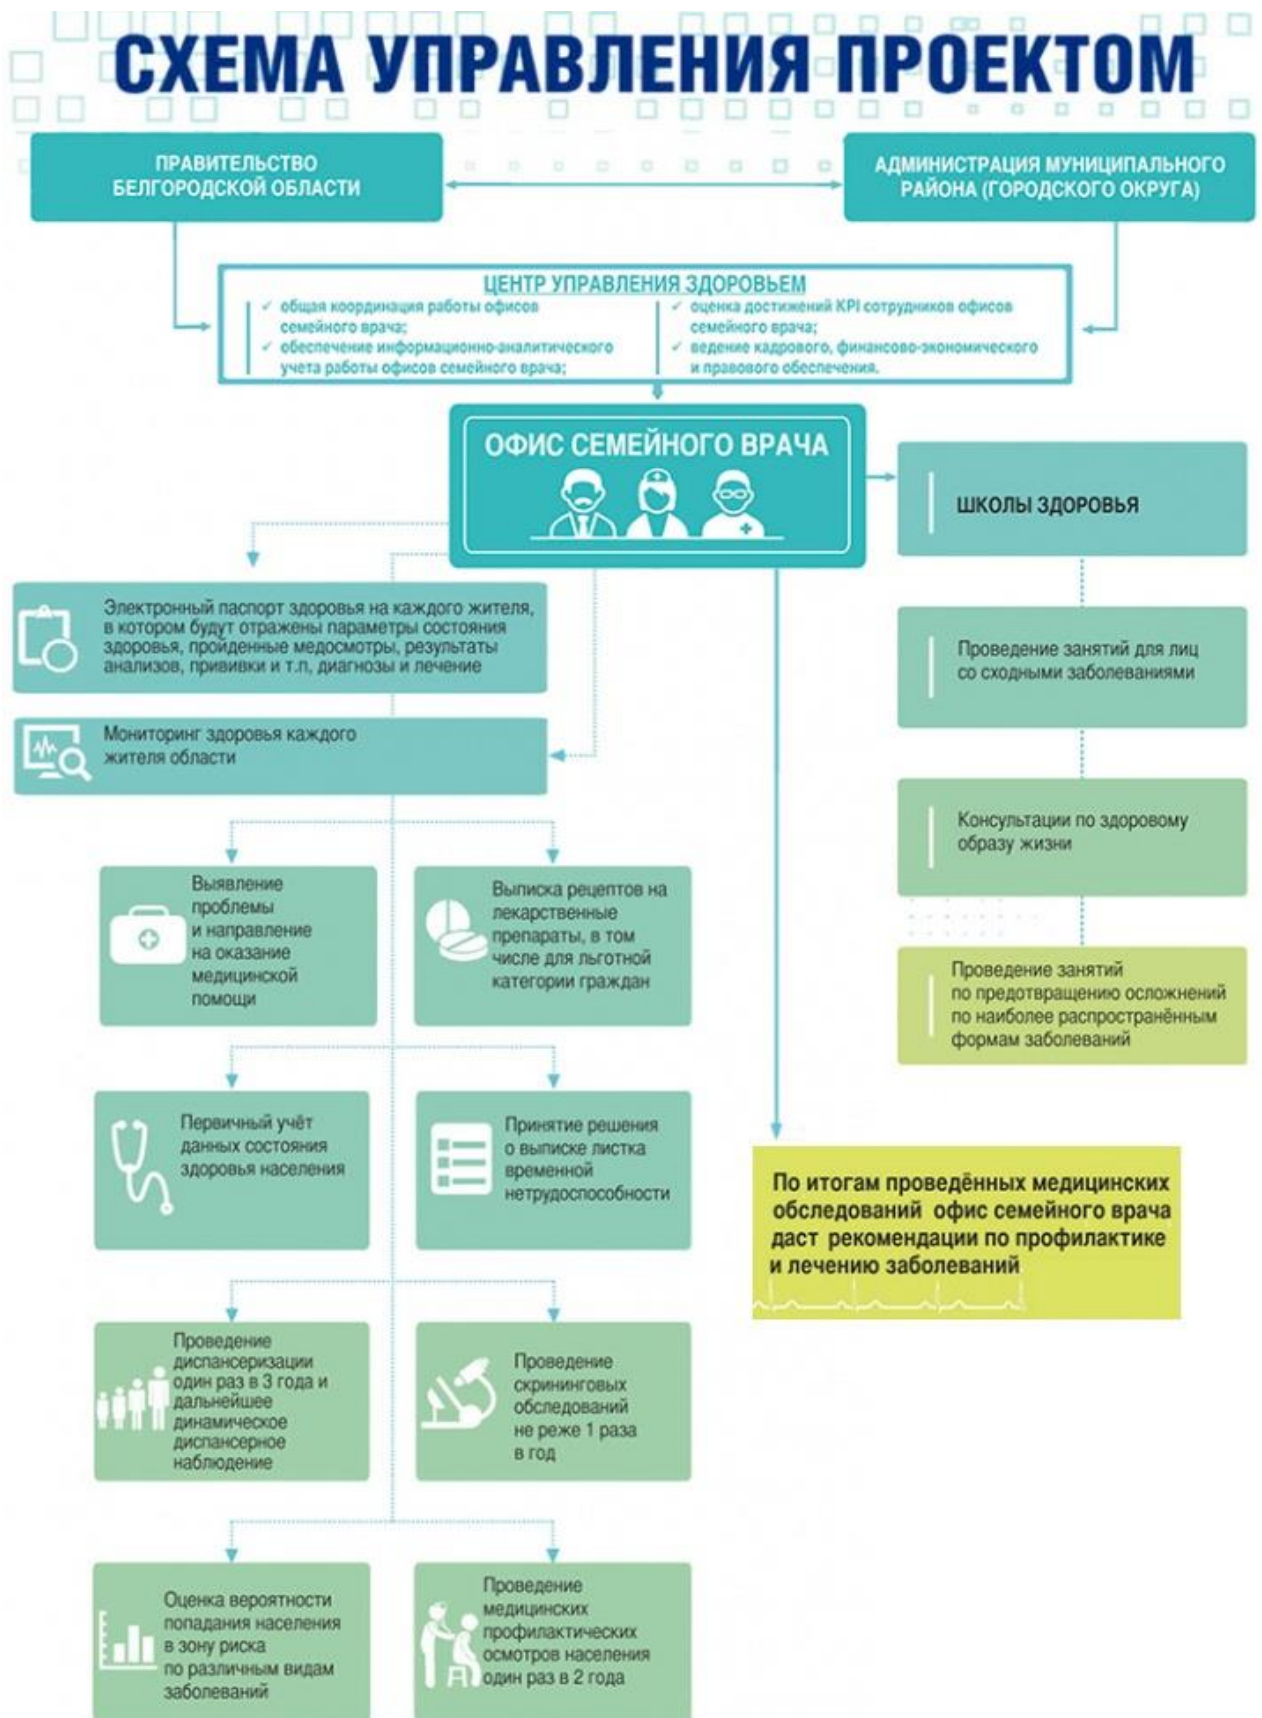 СХЕМА УПРАВЛЕНИЯ ПРОЕКТОМ
ПРАВИТЕЛЬСТВО
БЕЛГОРОДСКОЙ ОБЛАСТИ
АДМИНИСТРАЦИЯ МУНИЦИПАЛЬНОГО
РАЙОНА (ГОРОДСКОГО ОКРУГА)
ЦЕНТР УПРАВЛЕНИЯ ЗДОРОВЬЕМ
✓ общая координация работы офисов
семейного врача;
✓ обеспечение информационно-аналитического
учета работы офисов семейного врача;
✓ оценка достижений KPI сотрудников офисов
семейного врача;
✓ ведение кадрового, финансово-экономического
и правового обеспечения.
ОФИС СЕМЕЙНОГО ВРАЧА
ШКОЛЫ ЗДОРОВЬЯ
Проведение занятий для лиц
со сходными заболеваниями
Консультации по здоровому
образу жизни
Проведение занятий
по предотвращению осложнений
по наиболее распространённым
формам заболеваний
Электронный паспорт здоровья на каждого жителя,
в котором будут отражены параметры состояния
здоровья, пройденные медосмотры, результаты
анализов, прививки и т.п, диагнозы и лечение
Мониторинг здоровья каждого
жителя области
Выявление
проблемы
и направление
на оказание
медицинской
помощи
Выписка рецептов на
лекарственные
препараты, в том
числе для льготной
категории граждан
Первичный учёт
данных состояния
здоровья населения
Принятие решения
о выписке листка
временной
нетрудоспособности
По итогам проведённых медицинских
обследований офис семейного врача
даст рекомендации по профилактике
и лечению заболеваний
Проведение
диспансеризации
один раз в 3 года и
дальнейшее
динамическое
диспансерное
наблюдение
Проведение
скрининговых
обследований
не реже 1 раза
в год
Оценка вероятности
попадания населения
в зону риска
по различным видам
заболеваний
Проведение
медицинских
профилактических
осмотров населения
один раз в 2 года